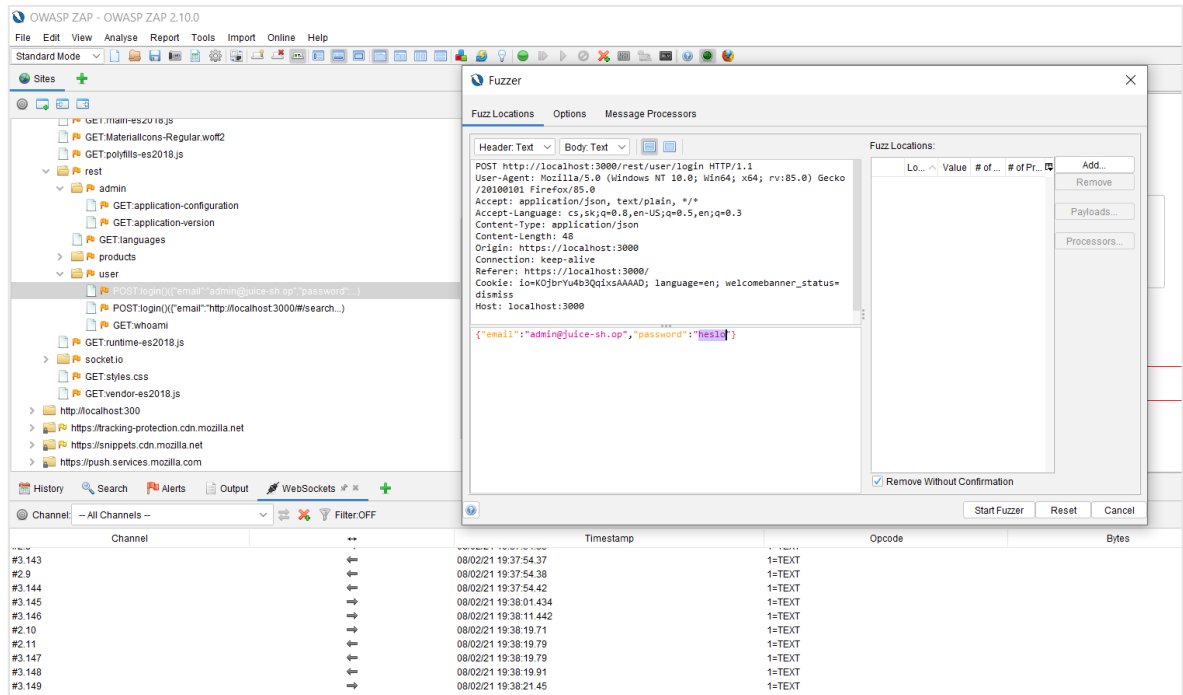 OWASP ZAP - OWASP ZAP 2.10.0
File Edit View Analyse Report Tools Import Online Help
Standard Mode
Sites
GET:main-es2018.js
GET:MaterialIcons-Regular.woff2
GET:polyfills-es2018.js
rest
admin
GET:application-configuration
GET:application-version
GET:languages
products
user
POST:login()({"email":"admin@juice-sh.op","password":...)
POST:login()({"email":"http://localhost:3000/#/search...)
GET:whoami
GET:runtime-es2018.js
socket.io
GET:styles.css
GET:vendor-es2018.js
http://localhost:300
https://tracking-protection.cdn.mozilla.net
https://snippets.cdn.mozilla.net
https://push.services.mozilla.com
Fuzzer
Fuzz Locations Options Message Processors
Header: Text Body: Text
POST http://localhost:3000/rest/user/login HTTP/1.1
User-Agent: Mozilla/5.0 (Windows NT 10.0; Win64; x64; rv:85.0) Gecko
/20100101 Firefox/85.0
Accept: application/json, text/plain, */*
Accept-Language: cs,sk;q=0.8,en-US;q=0.5,en;q=0.3
Content-Type: application/json
Content-Length: 48
Origin: https://localhost:3000
Connection: keep-alive
Referer: https://localhost:3000/
Cookie: io=KOjbrYu4b3QqixsAAAAD; language=en; welcomebanner_status=
dismiss
Host: localhost:3000
{"email":"admin@juice-sh.op","password":"heslo"}
Fuzz Locations:
Lo... Value # of ... # of Pr...
Add...
Remove
Payloads...
Processors...
Remove Without Confirmation
Start Fuzzer Reset Cancel
History Search Alerts Output WebSockets
Channel: -- All Channels -- Filter:OFF
Channel Timestamp Opcode Bytes
#3.143 08/02/21 19:37:54.37 1=TEXT
#2.9 08/02/21 19:37:54.38 1=TEXT
#3.144 08/02/21 19:37:54.42 1=TEXT
#3.145 08/02/21 19:38:01.434 1=TEXT
#3.146 08/02/21 19:38:11.442 1=TEXT
#2.10 08/02/21 19:38:19.71 1=TEXT
#2.11 08/02/21 19:38:19.79 1=TEXT
#3.147 08/02/21 19:38:19.79 1=TEXT
#3.148 08/02/21 19:38:19.91 1=TEXT
#3.149 08/02/21 19:38:21.45 1=TEXT